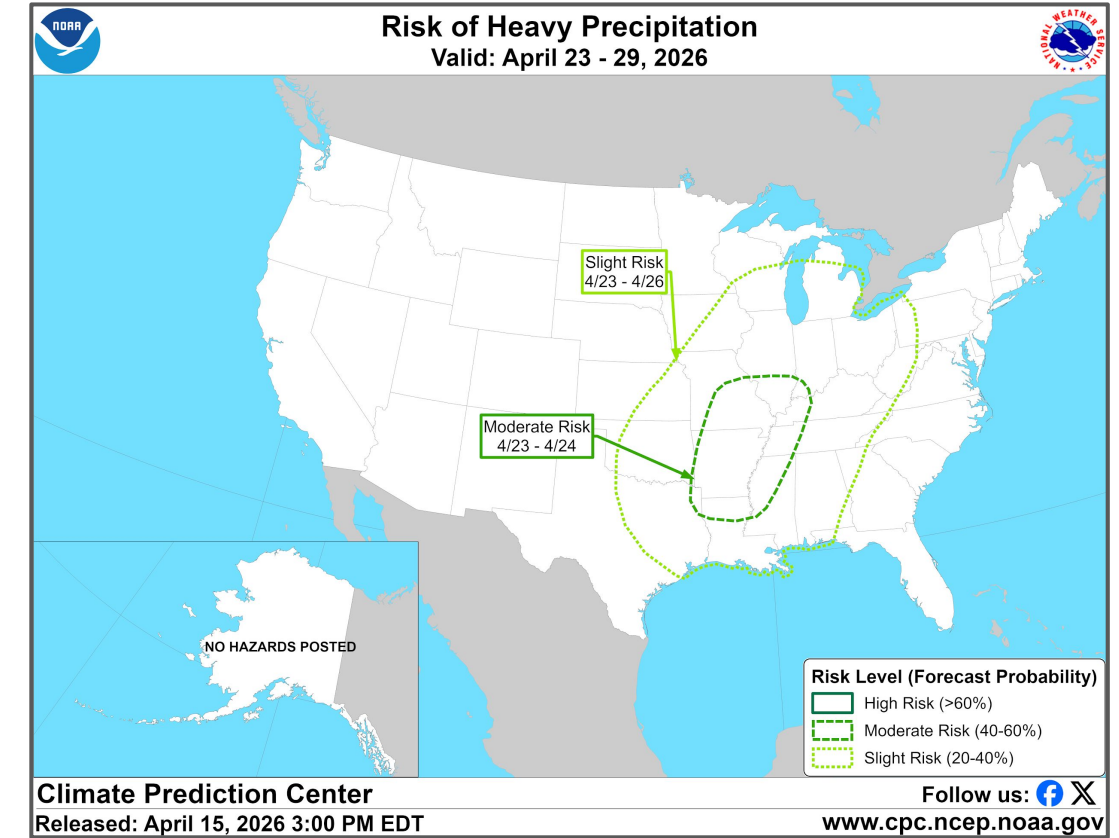 NOAA
Risk of Heavy Precipitation
Valid: April 23 - 29, 2026
NATIONAL WEATHER SERVICE
Slight Risk
4/23 - 4/26
Moderate Risk
4/23 - 4/24
NO HAZARDS POSTED
Risk Level (Forecast Probability)
High Risk (>60%)
Moderate Risk (40-60%)
Slight Risk (20-40%)
Climate Prediction Center
Released: April 15, 2026 3:00 PM EDT
Follow us:
www.cpc.ncep.noaa.gov